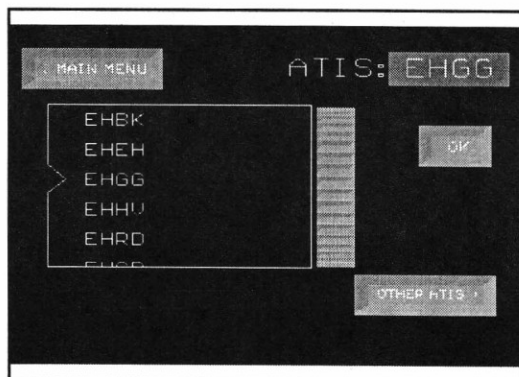 < MAIN MENU
ATIS: EHGG
EHBK
EHEH
EHGG
EHHV
EHRD
OK
OTHER ATIS >